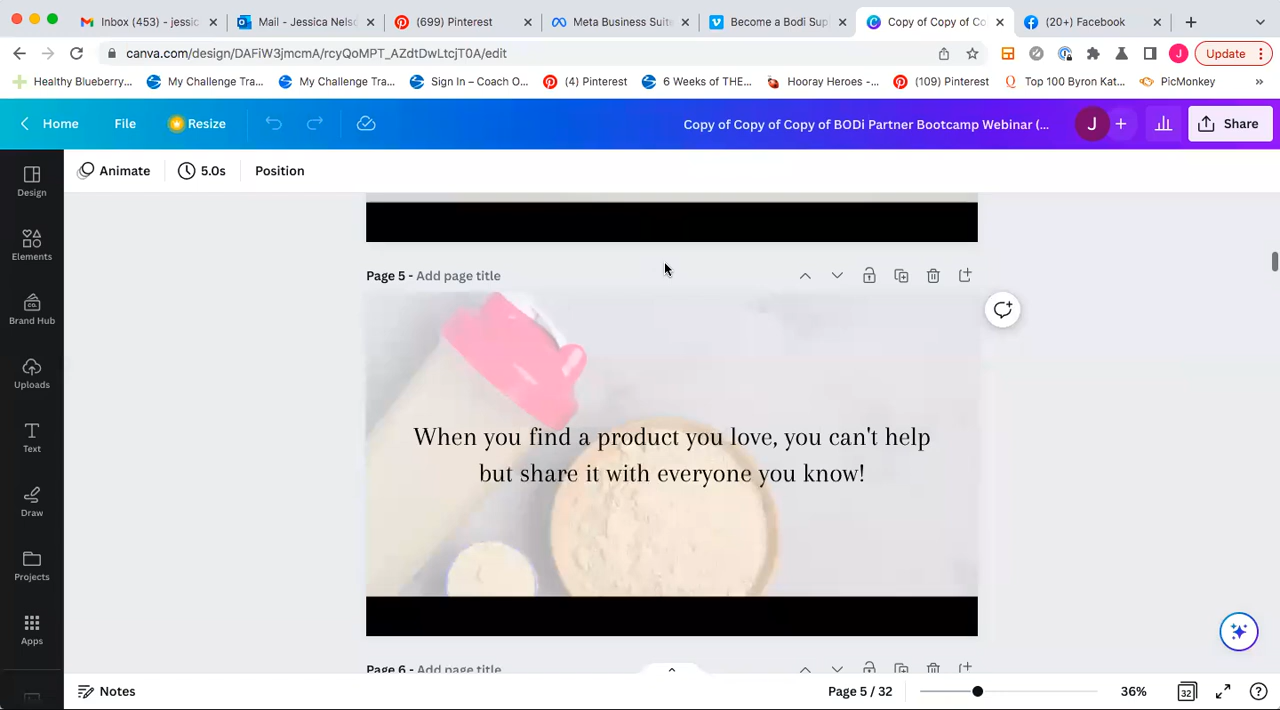 Inbox (453) - jessic
Mail - Jessica Nels
(699) Pinterest
Meta Business Suit
Become a Bodi Sup
Copy of Copy of Co
(20+) Facebook
canva.com/design/DAFiW3jmcmA/rcyQoMPT_AZdtDwLtcjT0A/edit
J
Update
Healthy Blueberry...
My Challenge Tra...
My Challenge Tra...
Sign In – Coach O...
(4) Pinterest
6 Weeks of THE...
Hooray Heroes -...
(109) Pinterest
Top 100 Byron Kat...
PicMonkey
»
Home
File
Resize
Copy of Copy of Copy of BODi Partner Bootcamp Webinar (...
J
Share
Design
Elements
Brand Hub
Uploads
Text
Draw
Projects
Apps
Animate
5.0s
Position
Page 5 - Add page title
When you find a product you love, you can't help
but share it with everyone you know!
Page 6 - Add page title
Notes
Page 5 / 32
36%
32